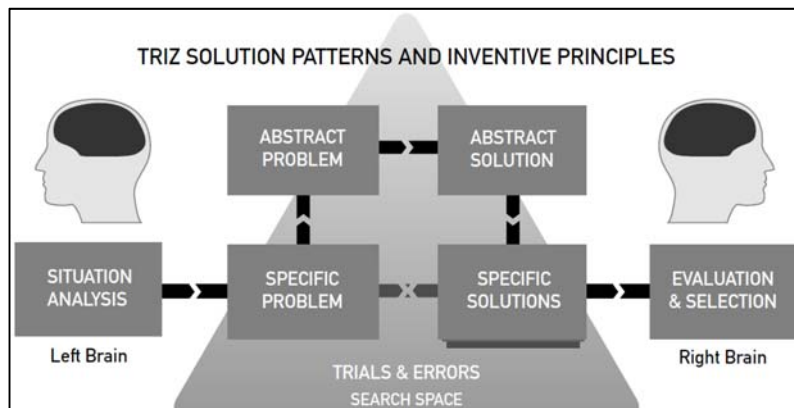 TRIZ SOLUTION PATTERNS AND INVENTIVE PRINCIPLES
ABSTRACT
PROBLEM
ABSTRACT
SOLUTION
SITUATION
ANALYSIS
SPECIFIC
PROBLEM
SPECIFIC
SOLUTIONS
EVALUATION
& SELECTION
Left Brain
Right Brain
TRIALS & ERRORS
SEARCH SPACE